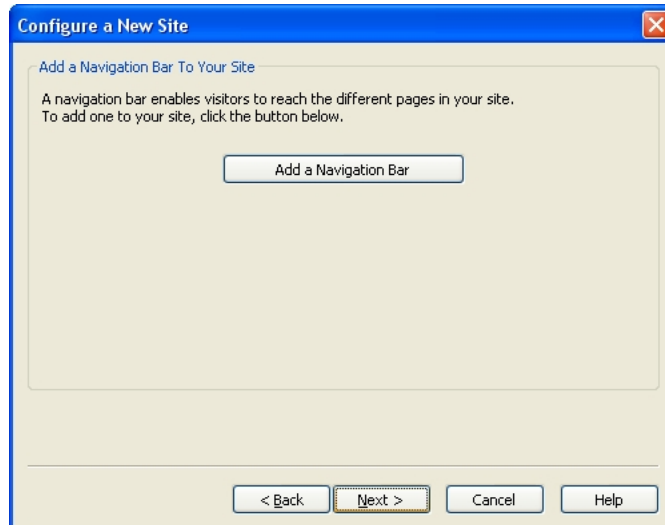 Configure a New Site
Add a Navigation Bar To Your Site
A navigation bar enables visitors to reach the different pages in your site.
To add one to your site, click the button below.
Add a Navigation Bar
< Back Next > Cancel Help